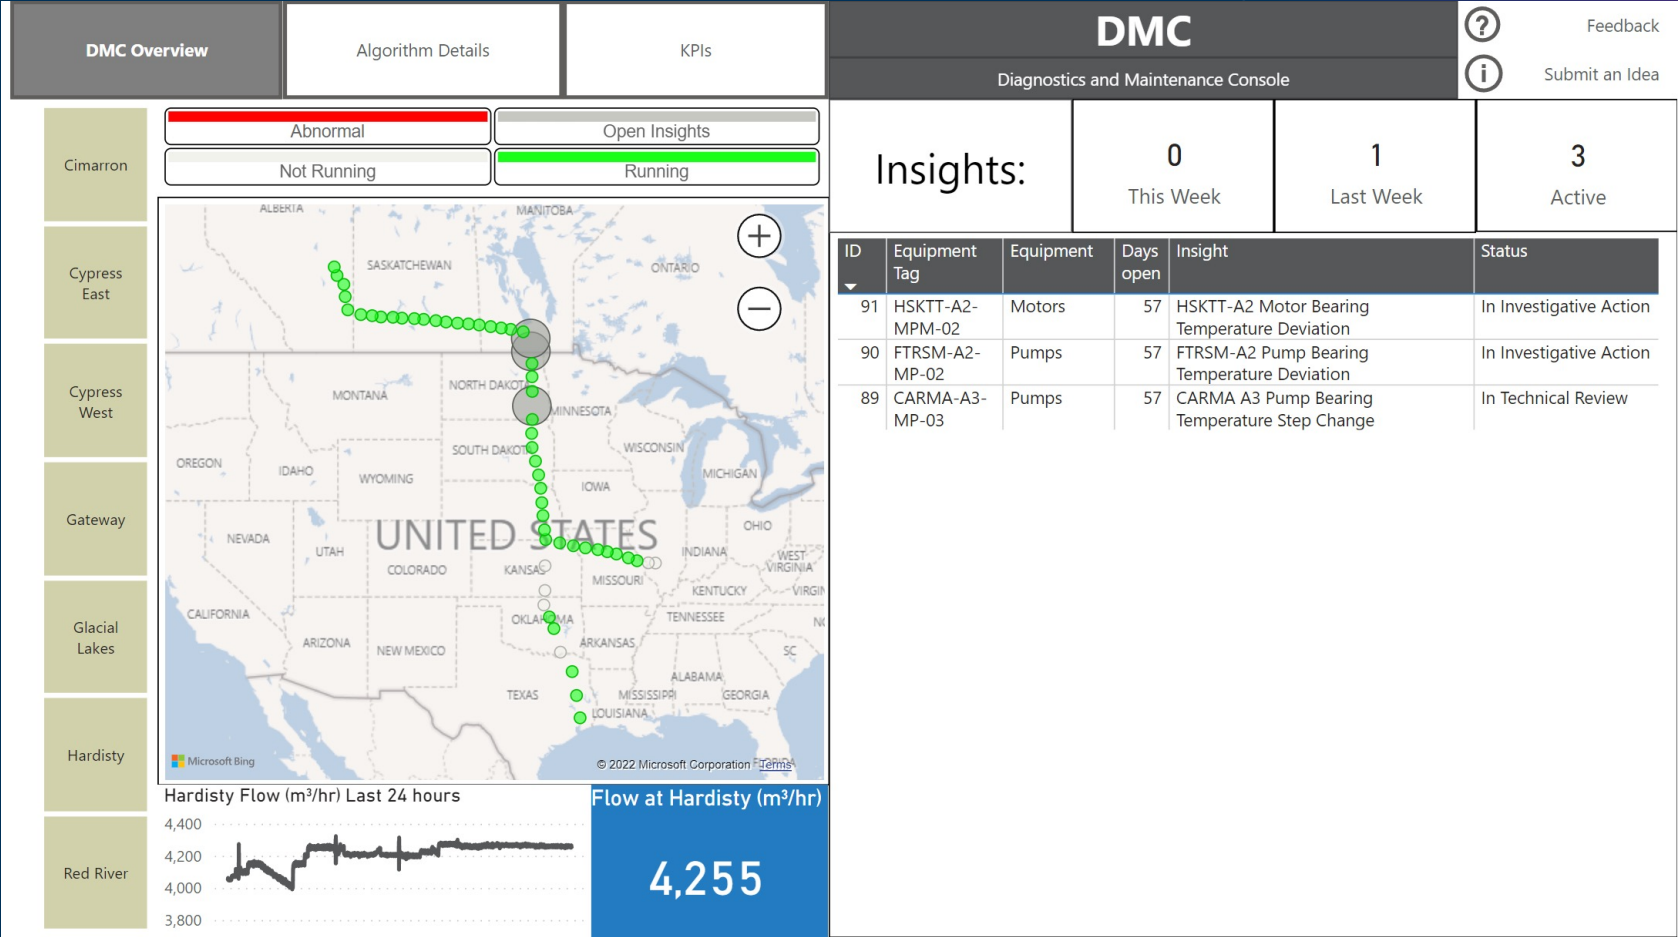 DMC Overview
Algorithm Details
KPIs
DMC
Diagnostics and Maintenance Console
Feedback
Submit an Idea
Cimarron
Cypress
East
Cypress
West
Gateway
Glacial
Lakes
Hardisty
Red River
Abnormal
Open Insights
Not Running
Running
ALBERTA
MANITOBA
SASKATCHEWAN
ONTARIO
MONTANA
NORTH DAKOTA
MINNESOTA
SOUTH DAKOTA
WISCONSIN
OREGON
IDAHO
WYOMING
MICHIGAN
IOWA
UNITED STATES
NEVADA
UTAH
OHIO
COLORADO
KANSAS
MISSOURI
INDIANA
WEST
VIRGINIA
KENTUCKY
VIRGIN
CALIFORNIA
OKLAHOMA
TENNESSEE
NC
ARIZONA
NEW MEXICO
ARKANSAS
SC
ALABAMA
TEXAS
MISSISSIPPI
GEORGIA
LOUISIANA
Microsoft Bing
© 2022 Microsoft Corporation
FLORIDA
Terms
Hardisty Flow (m³/hr) Last 24 hours
4,400
4,200
4,000
3,800
Flow at Hardisty (m³/hr)
4,255
Insights:
0
This Week
1
Last Week
3
Active
ID Equipment Tag Equipment Days open Insight Status
91 HSKTT-A2- Motors 57 HSKTT-A2 Motor Bearing In Investigative Action
MPM-02 Temperature Deviation
90 FTRSM-A2- Pumps 57 FTRSM-A2 Pump Bearing In Investigative Action
MP-02 Temperature Deviation
89 CARMA-A3- Pumps 57 CARMA A3 Pump Bearing In Technical Review
MP-03 Temperature Step Change